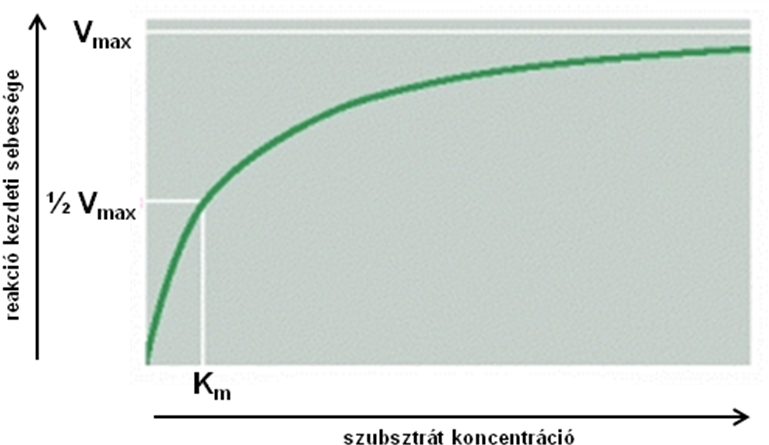 Vmax
reakció kezdeti sebessége
½ Vmax
Km
szubsztrát koncentráció